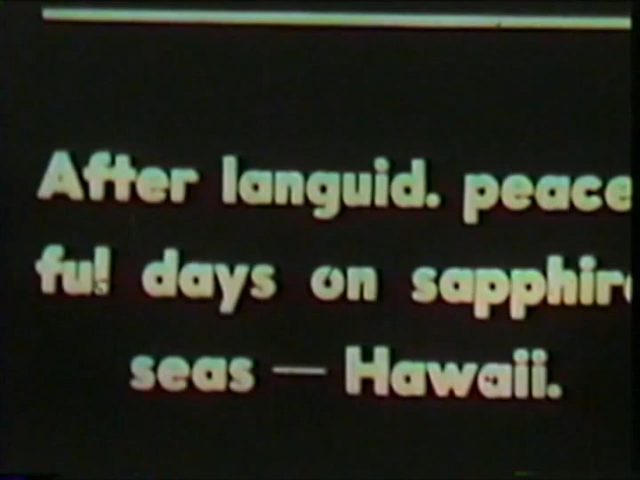 After languid. peace
ful days on sapphir
seas — Hawaii.